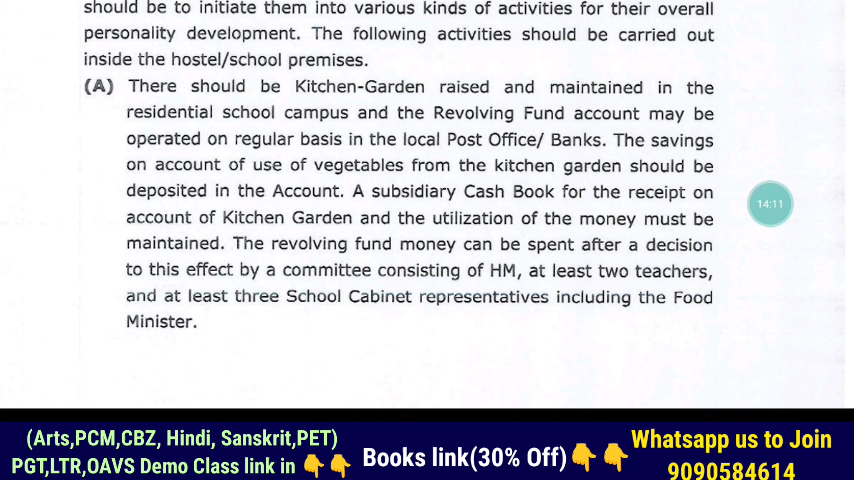 should be to initiate them into various kinds of activities for their overall
personality development. The following activities should be carried out
inside the hostel/school premises.
(A) There should be Kitchen-Garden raised and maintained in the
residential school campus and the Revolving Fund account may be
operated on regular basis in the local Post Office/ Banks. The savings
on account of use of vegetables from the kitchen garden should be
deposited in the Account. A subsidiary Cash Book for the receipt on
account of Kitchen Garden and the utilization of the money must be
maintained. The revolving fund money can be spent after a decision
to this effect by a committee consisting of HM, at least two teachers,
and at least three School Cabinet representatives including the Food
Minister.
14:11
(Arts,PCM,CBZ, Hindi, Sanskrit,PET)
PGT,LTR,OAVS Demo Class link in 👇👇
Books link(30% Off)👇👇
Whatsapp us to Join
9090584614